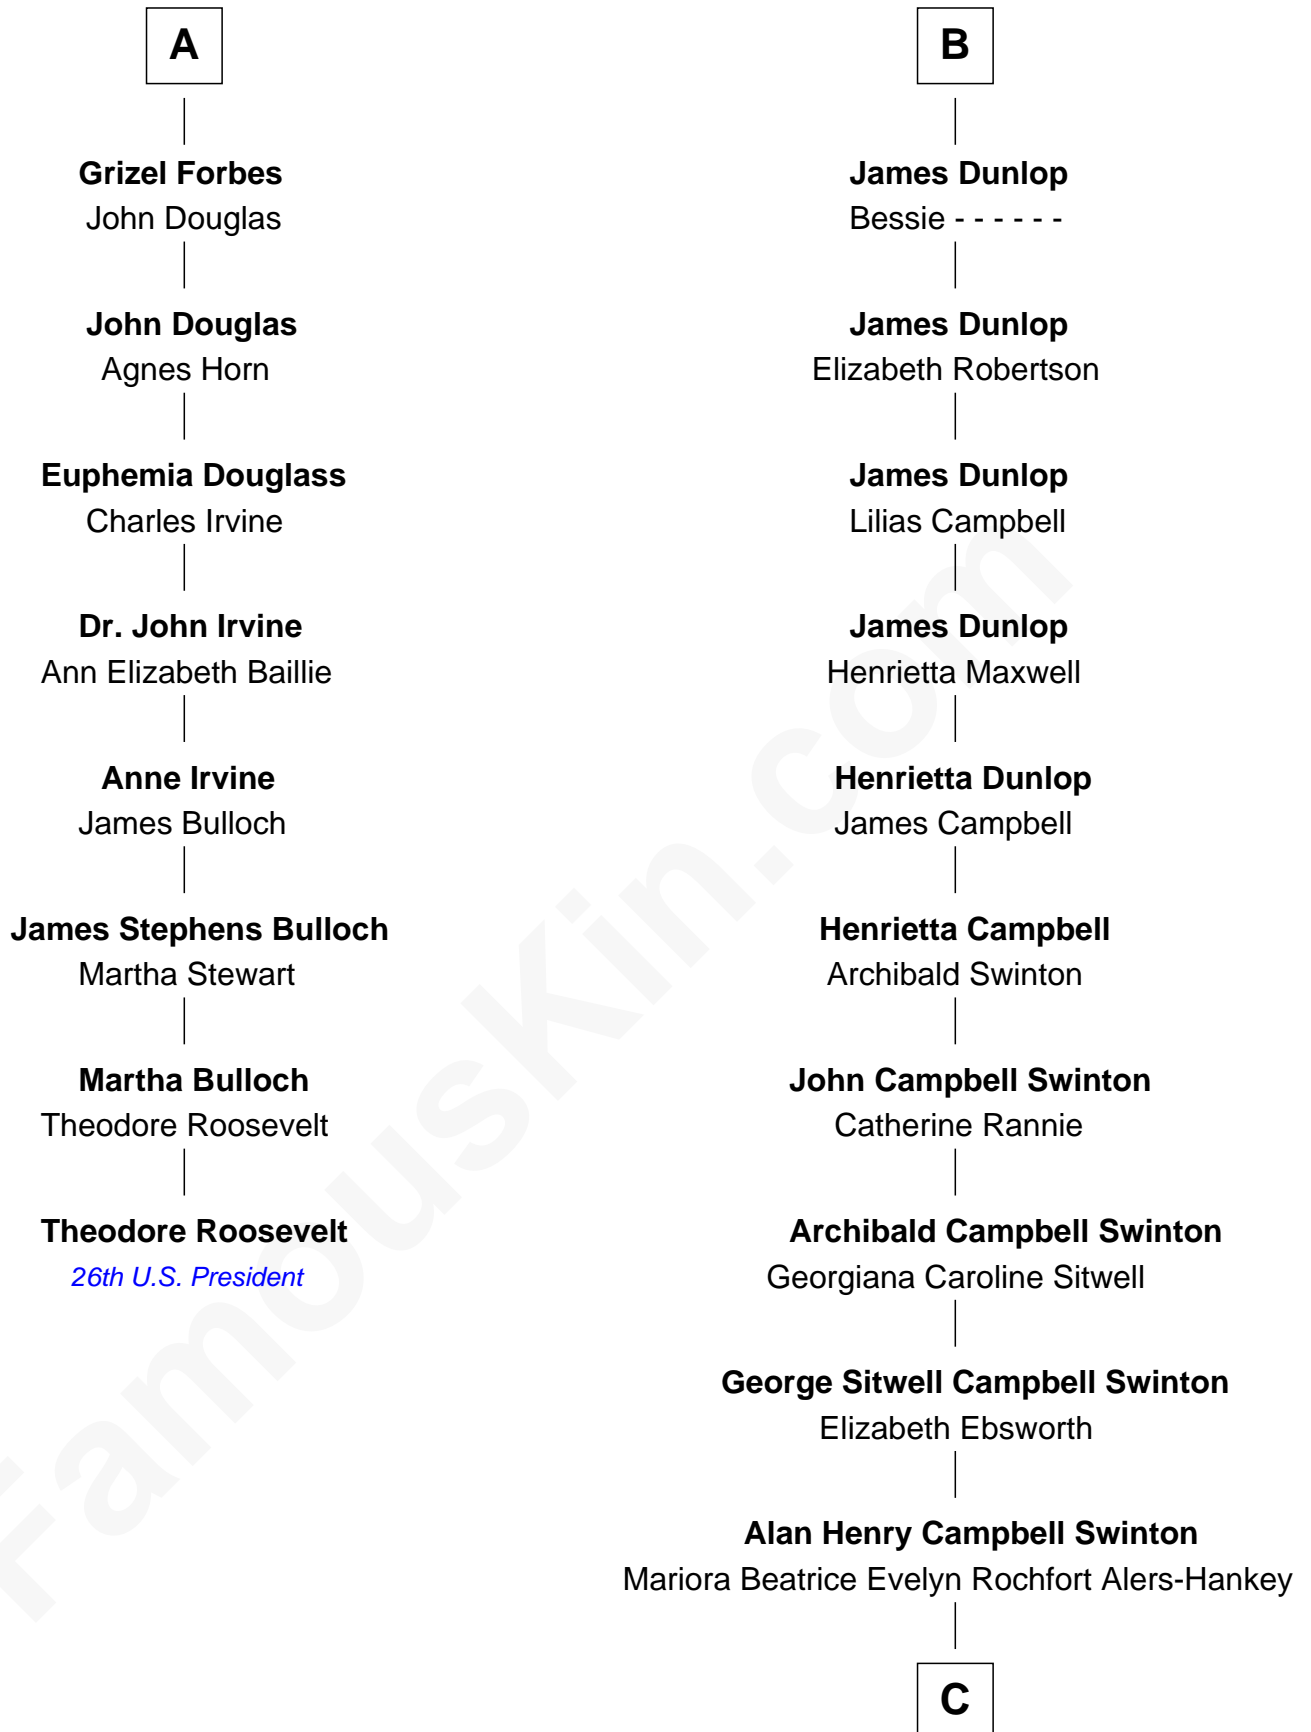 A
Grizel Forbes
John Douglas
John Douglas
Agnes Horn
Euphemia Douglass
Charles Irvine
Dr. John Irvine
Ann Elizabeth Baillie
Anne Irvine
James Bulloch
James Stephens Bulloch
Martha Stewart
Martha Bulloch
Theodore Roosevelt
Theodore Roosevelt
26th U.S. President
B
James Dunlop
Bessie - - - - - -
James Dunlop
Elizabeth Robertson
James Dunlop
Lilias Campbell
James Dunlop
Henrietta Maxwell
Henrietta Dunlop
James Campbell
Henrietta Campbell
Archibald Swinton
John Campbell Swinton
Catherine Rannie
Archibald Campbell Swinton
Georgiana Caroline Sitwell
George Sitwell Campbell Swinton
Elizabeth Ebsworth
Alan Henry Campbell Swinton
Mariora Beatrice Evelyn Rochfort Alers-Hankey
C
FamousKin.com